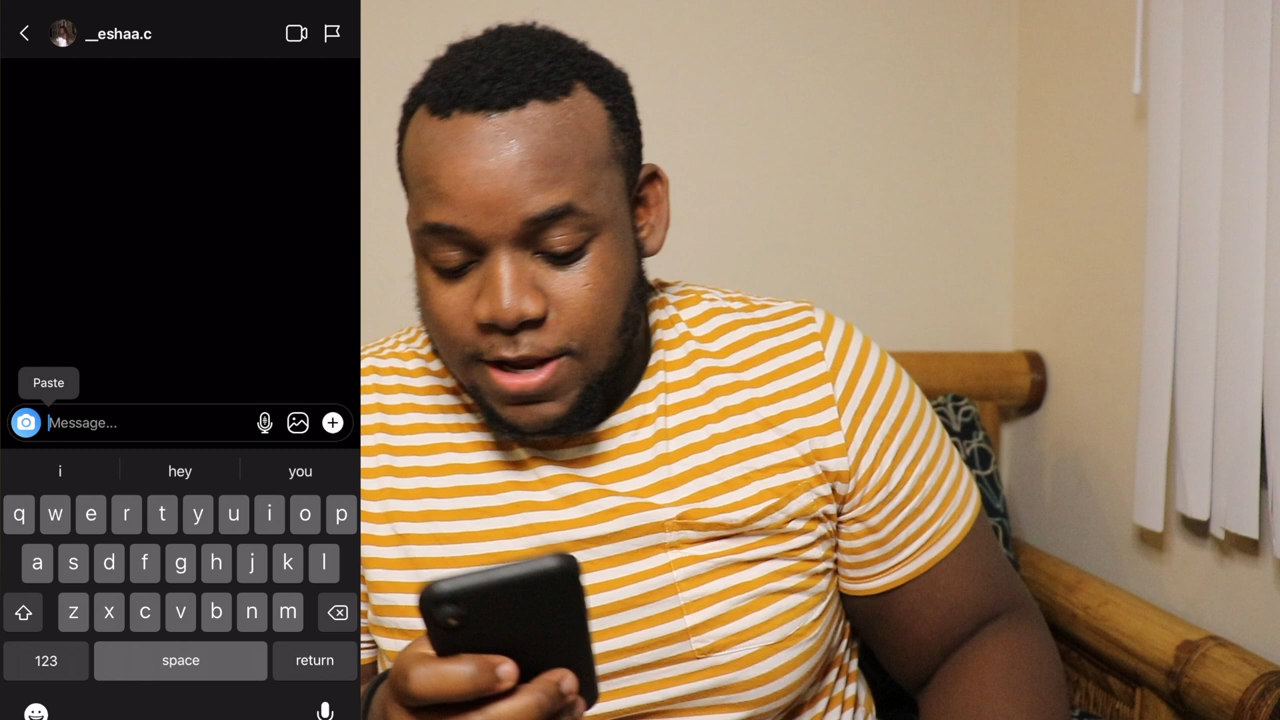 __eshaa.c
Paste
Message...
i hey you
q w e r t y u i o p
a s d f g h j k l
z x c v b n m
123 space return